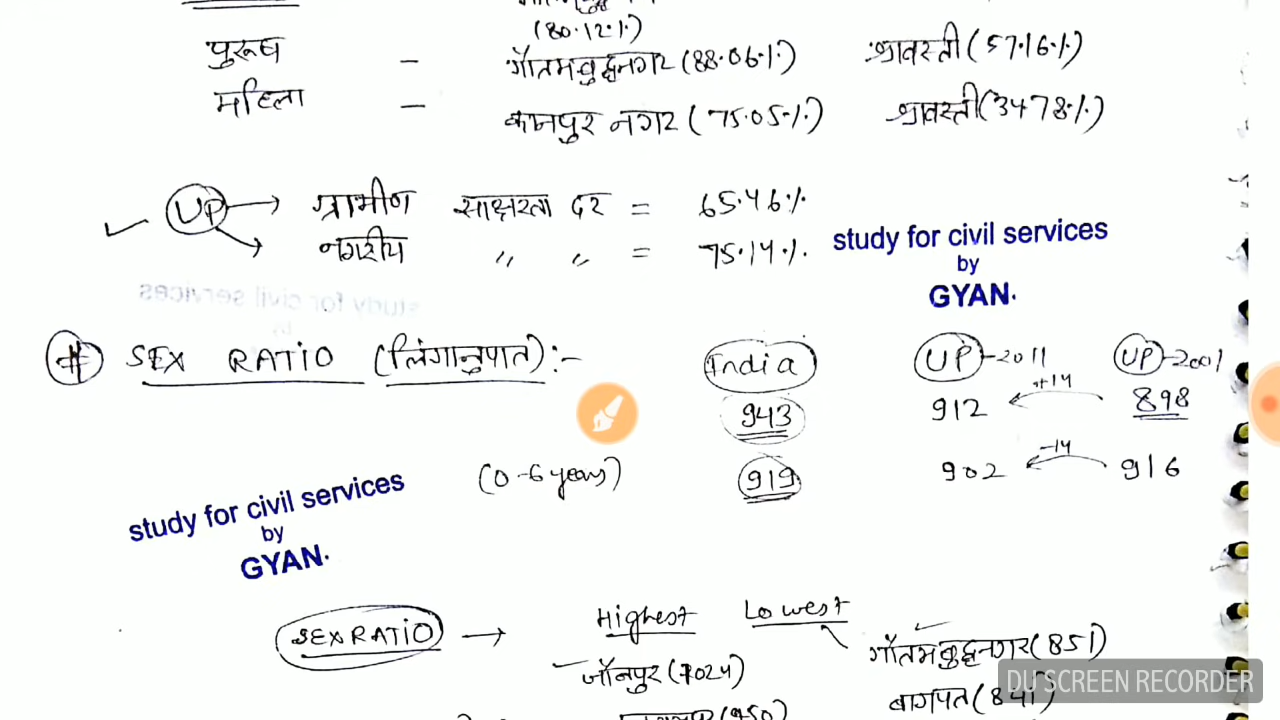 (80.12%)
पुरूष - गौतमबुद्धनगर (88.06%) श्रावस्ती (57.16%)
महिला - कानपुर नगर (75.05%) श्रावस्ती (34.78%)
UP → ग्रामीण साक्षरता दर = 65.46%
→ नगरीय " " = 75.14%
study for civil services
by
GYAN.
# SEX RATIO (लिंगानुपात) :- India UP-2011 UP-2001
943 912 +14 898
(0-6 years) 919 902 -14 916
study for civil services
by
GYAN.
SEX RATIO → Highest Lowest
जौनपुर (1024) गौतमबुद्धनगर (851)
बागपत (841)
DU SCREEN RECORDER